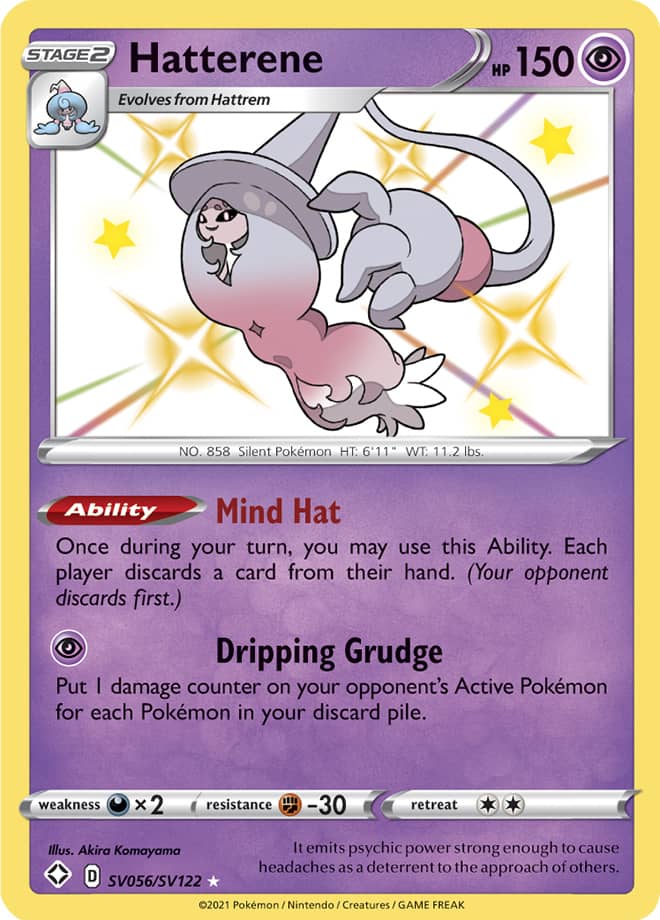 STAGE2 Hatterene HP 150
Evolves from Hattrem
NO. 858 Silent Pokémon HT: 6'11" WT: 11.2 lbs.
Ability Mind Hat
Once during your turn, you may use this Ability. Each
player discards a card from their hand. (Your opponent
discards first.)
Dripping Grudge
Put 1 damage counter on your opponent's Active Pokémon
for each Pokémon in your discard pile.
weakness ×2 resistance -30 retreat
Illus. Akira Komayama
It emits psychic power strong enough to cause
headaches as a deterrent to the approach of others.
D SV056/SV122
©2021 Pokémon / Nintendo / Creatures / GAME FREAK